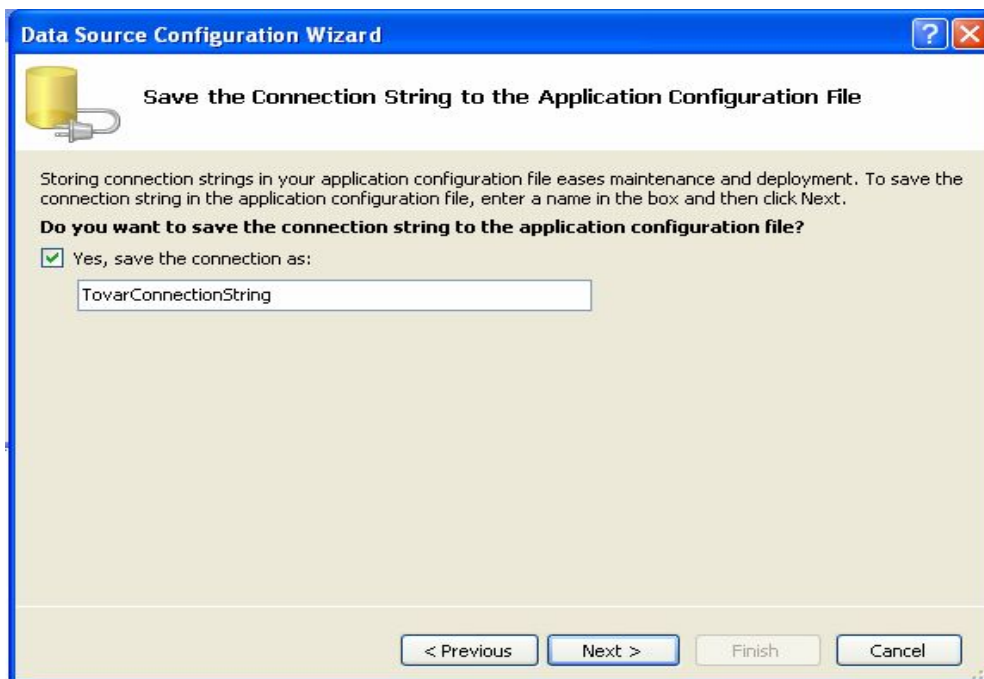 Data Source Configuration Wizard
Save the Connection String to the Application Configuration File
Storing connection strings in your application configuration file eases maintenance and deployment. To save the
connection string in the application configuration file, enter a name in the box and then click Next.
Do you want to save the connection string to the application configuration file?
Yes, save the connection as:
TovarConnectionString
< Previous Next > Finish Cancel